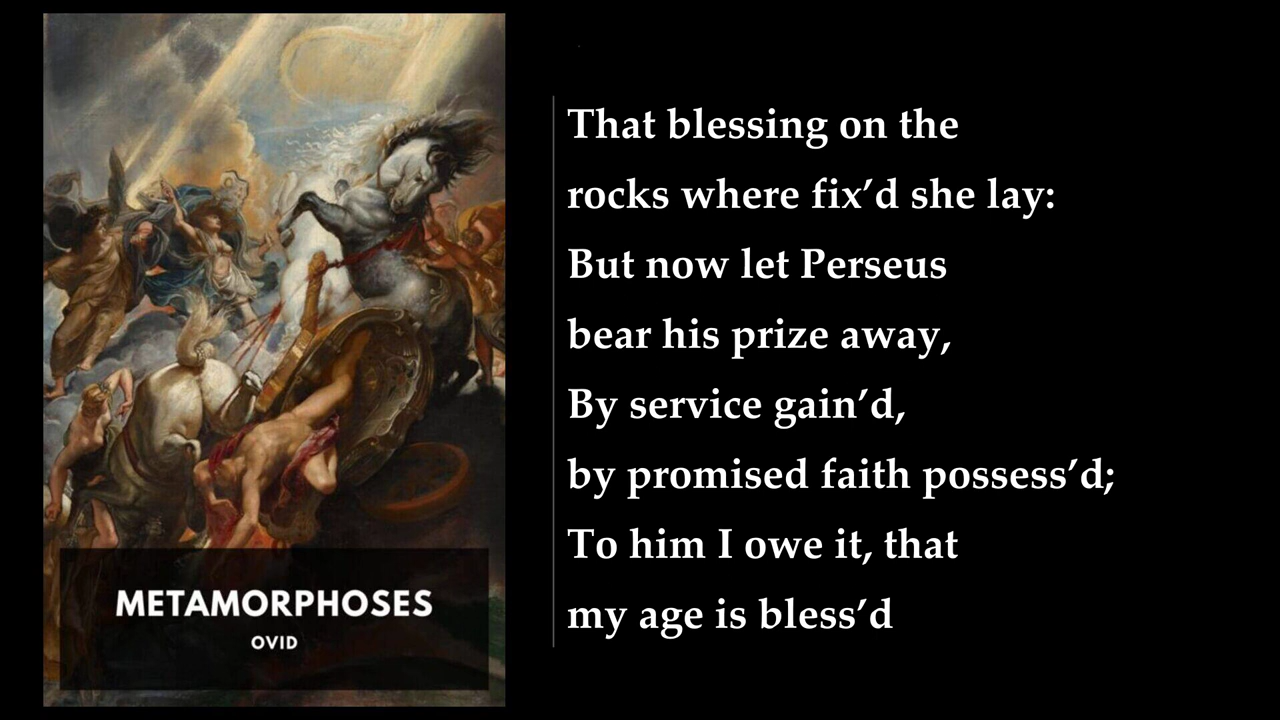 METAMORPHOSES
OVID
That blessing on the
rocks where fix’d she lay:
But now let Perseus
bear his prize away,
By service gain’d,
by promised faith possess’d;
To him I owe it, that
my age is bless’d